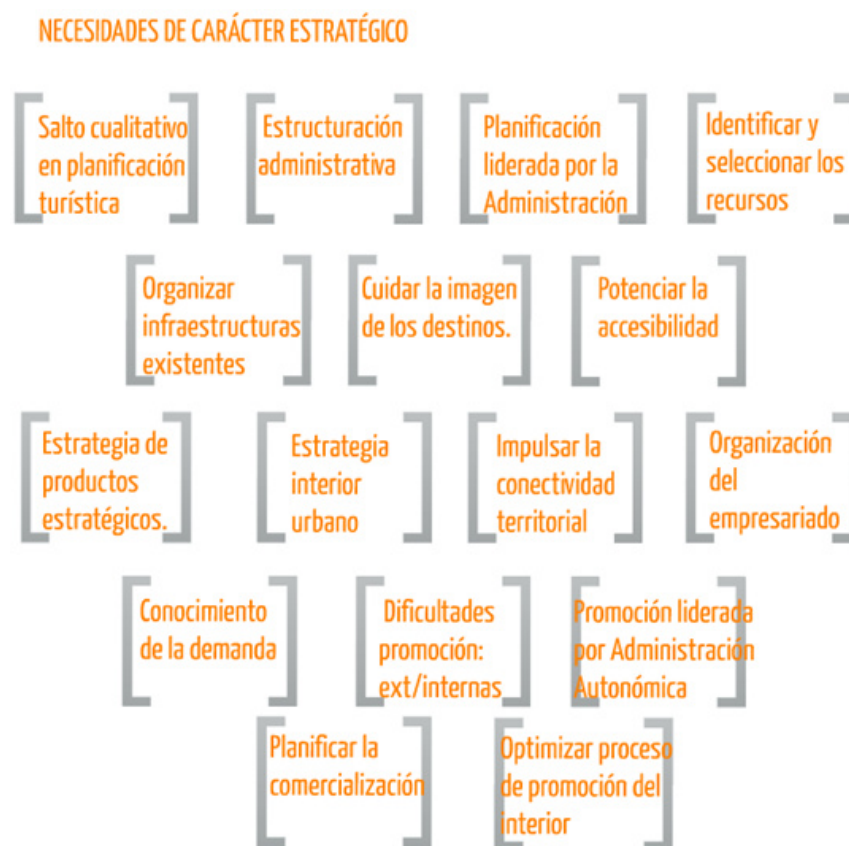 NECESIDADES DE CARÁCTER ESTRATÉGICO
Salto cualitativo
en planificación
turística
Estructuración
administrativa
Planificación
liderada por la
Administración
Identificar y
seleccionar los
recursos
Organizar
infraestructuras
existentes
Cuidar la imagen
de los destinos.
Potenciar la
accesibilidad
Estrategia de
productos
estratégicos.
Estrategia
interior
urbano
Impulsar la
conectividad
territorial
Organización
del
empresariado
Conocimiento
de la demanda
Dificultades
promoción:
ext/internas
Promoción liderada
por Administración
Autonómica
Planificar la
comercialización
Optimizar proceso
de promoción del
interior